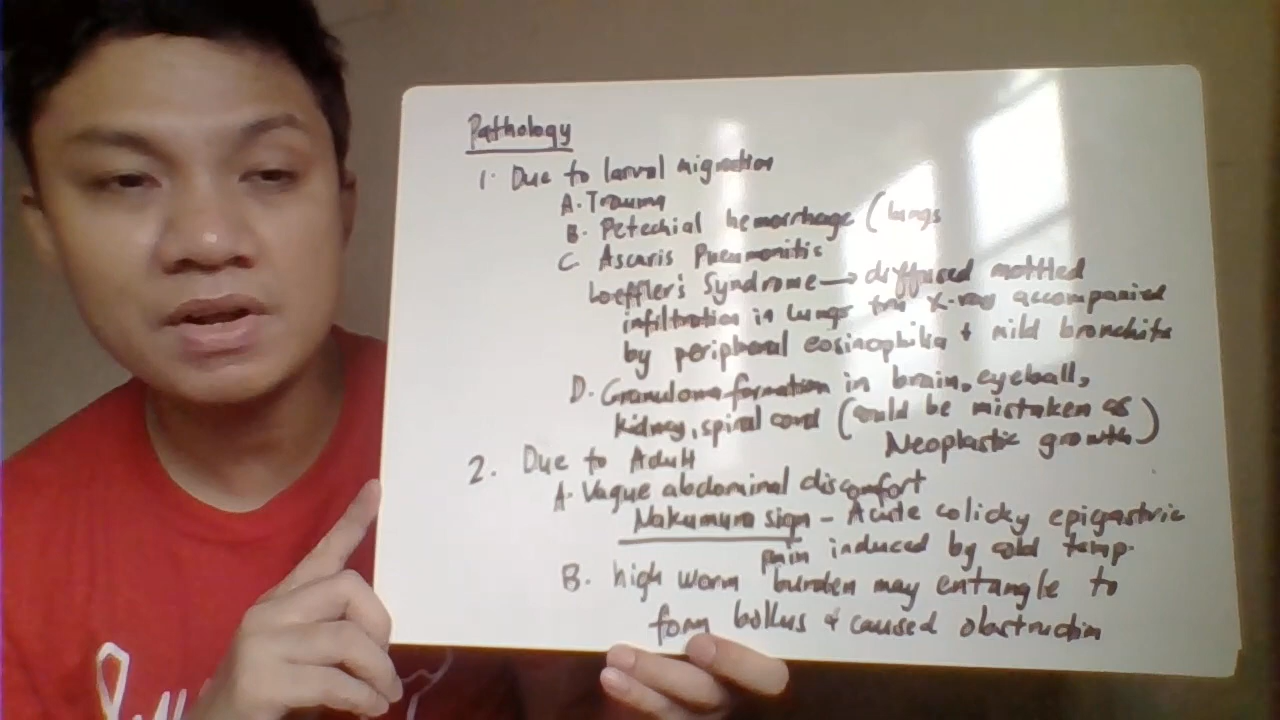 Pathology
1. Due to larval migration
A. Trauma
B. Petechial hemorrhage (lungs
C Ascaris Pneumonitis
Loeffler's Syndrome → diffused mottled
infiltration in lungs thru X-ray accompanied
by peripheral eosinophilia + mild bronchitis
D. Granuloma formation in brain, eyeball,
kidney, spinal cord (could be mistaken as
Neoplastic growth)
2. Due to Adult
A. Vague abdominal discomfort
Nakumura sign - Acute colicky epigastric
pain induced by cold temp.
B. high worm burden may entangle to
form bollus & caused obstruction